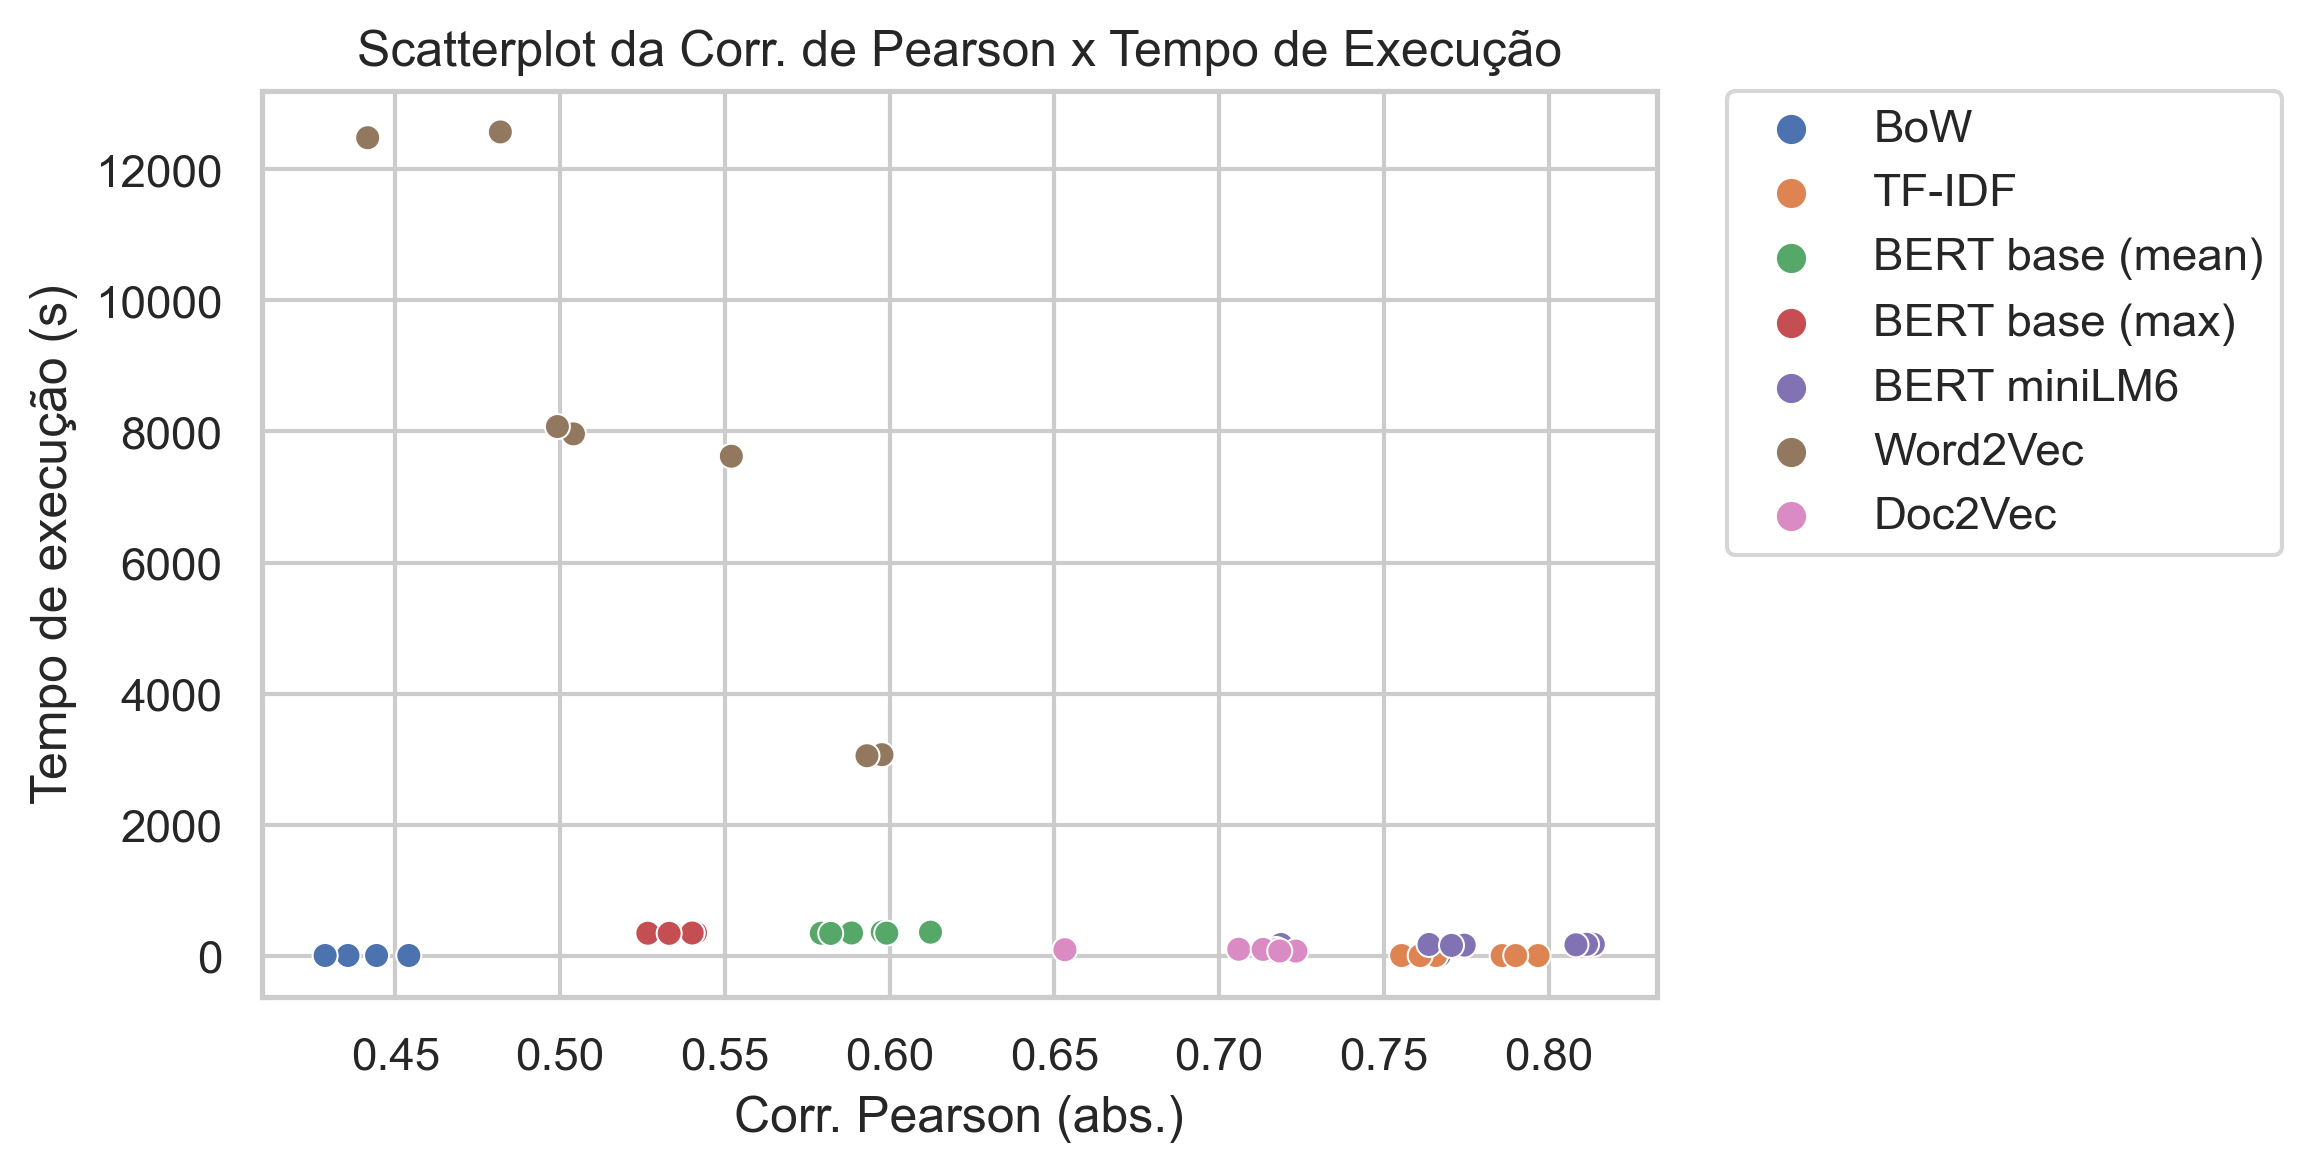 Scatterplot da Corr. de Pearson x Tempo de Execução
Tempo de execução (s)
12000
10000
8000
6000
4000
2000
0
0.45 0.50 0.55 0.60 0.65 0.70 0.75 0.80
Corr. Pearson (abs.)
BoW
TF-IDF
BERT base (mean)
BERT base (max)
BERT miniLM6
Word2Vec
Doc2Vec